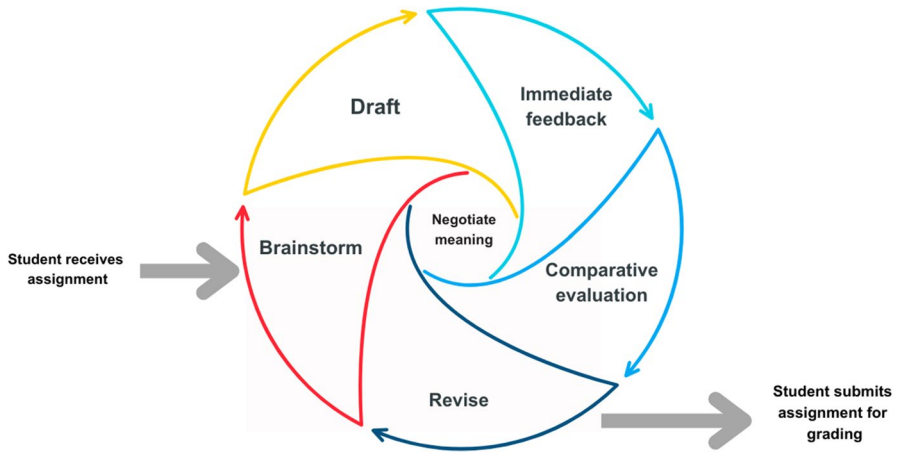 Draft
Immediate
feedback
Negotiate
meaning
Brainstorm
Student receives
assignment
Comparative
evaluation
Revise
Student submits
assignment for
grading